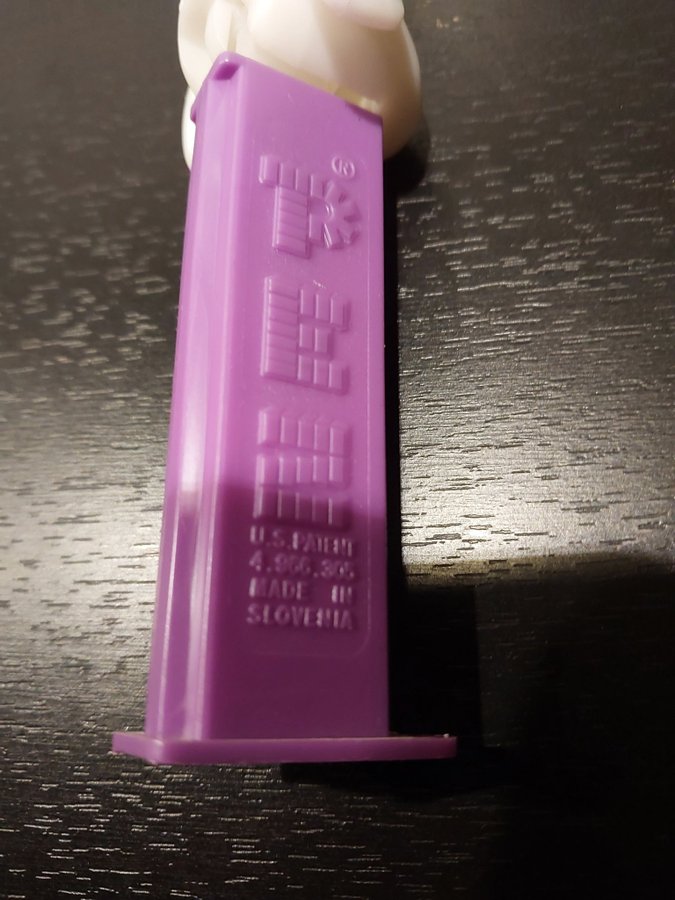 PEZ®
U.S.PATENT
4.966.305
MADE IN
SLOVENIA